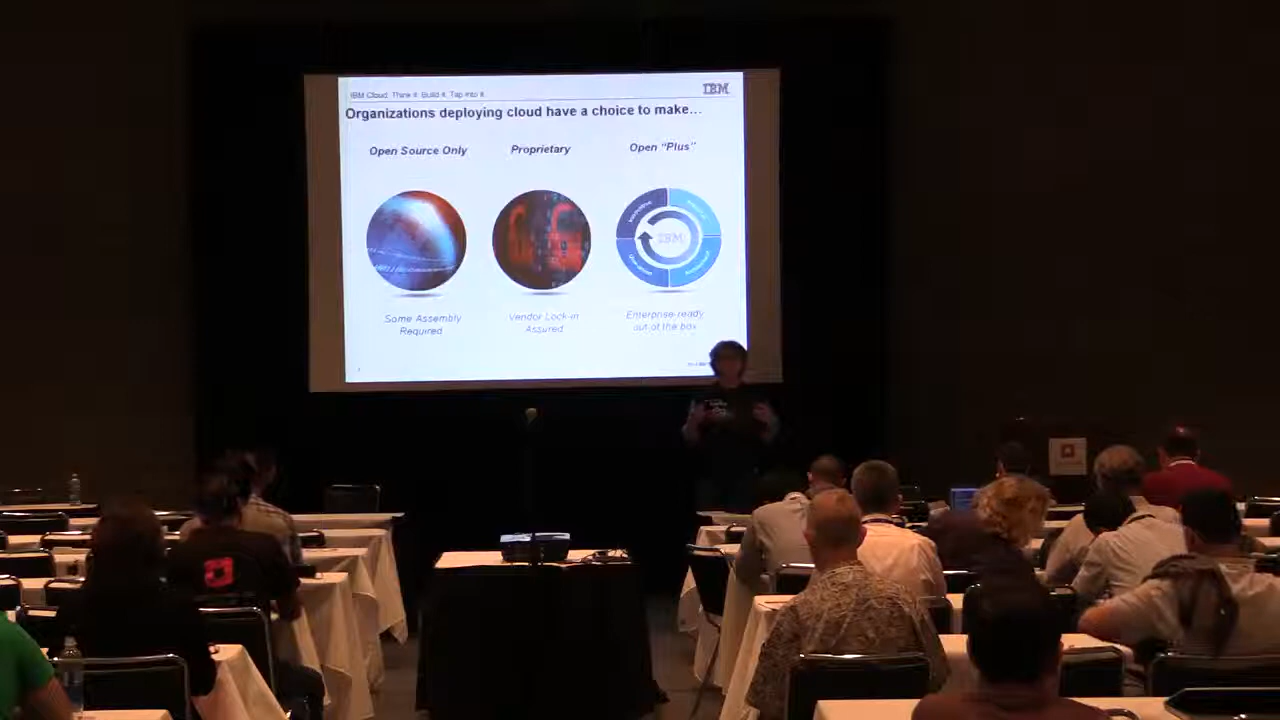 IBM Cloud: Think it. Build it. Tap into it.
IBM
Organizations deploying cloud have a choice to make...
Open Source Only
Proprietary
Open "Plus"
IBM
Some Assembly
Required
Vendor Lock-in
Assured
Enterprise-ready
out of the box